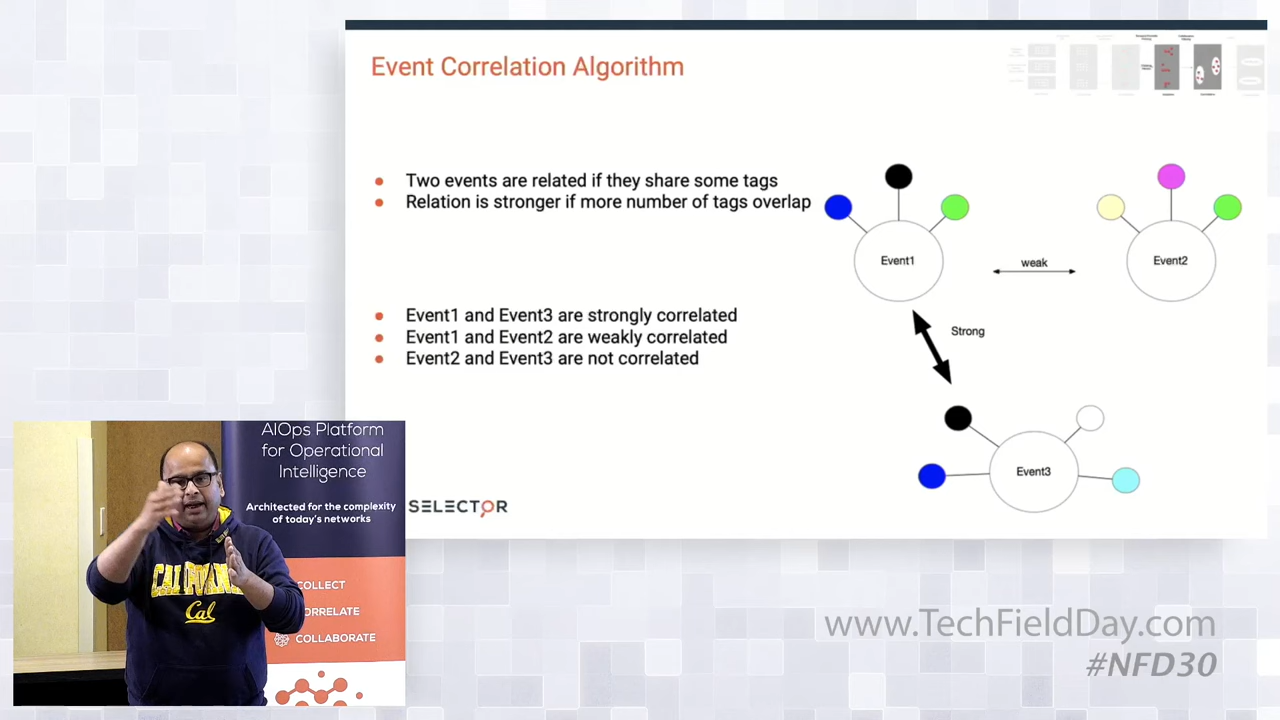 Event Correlation Algorithm
Two events are related if they share some tags
Relation is stronger if more number of tags overlap
Event1 and Event3 are strongly correlated
Event1 and Event2 are weakly correlated
Event2 and Event3 are not correlated
Event1
weak
Event2
Strong
Event3
SELECTOR
AIOps Platform
for Operational
Intelligence
Architected for the complexity
of today's networks
COLLECT
ORRELATE
COLLABORATE
CALIFORNIA
Cal
www.TechFieldDay.com
#NFD30